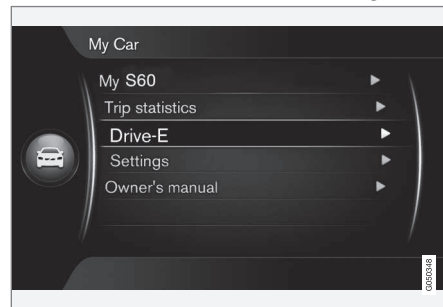 My Car
My S60
Trip statistics
Drive-E
Settings
Owner's manual
G050348